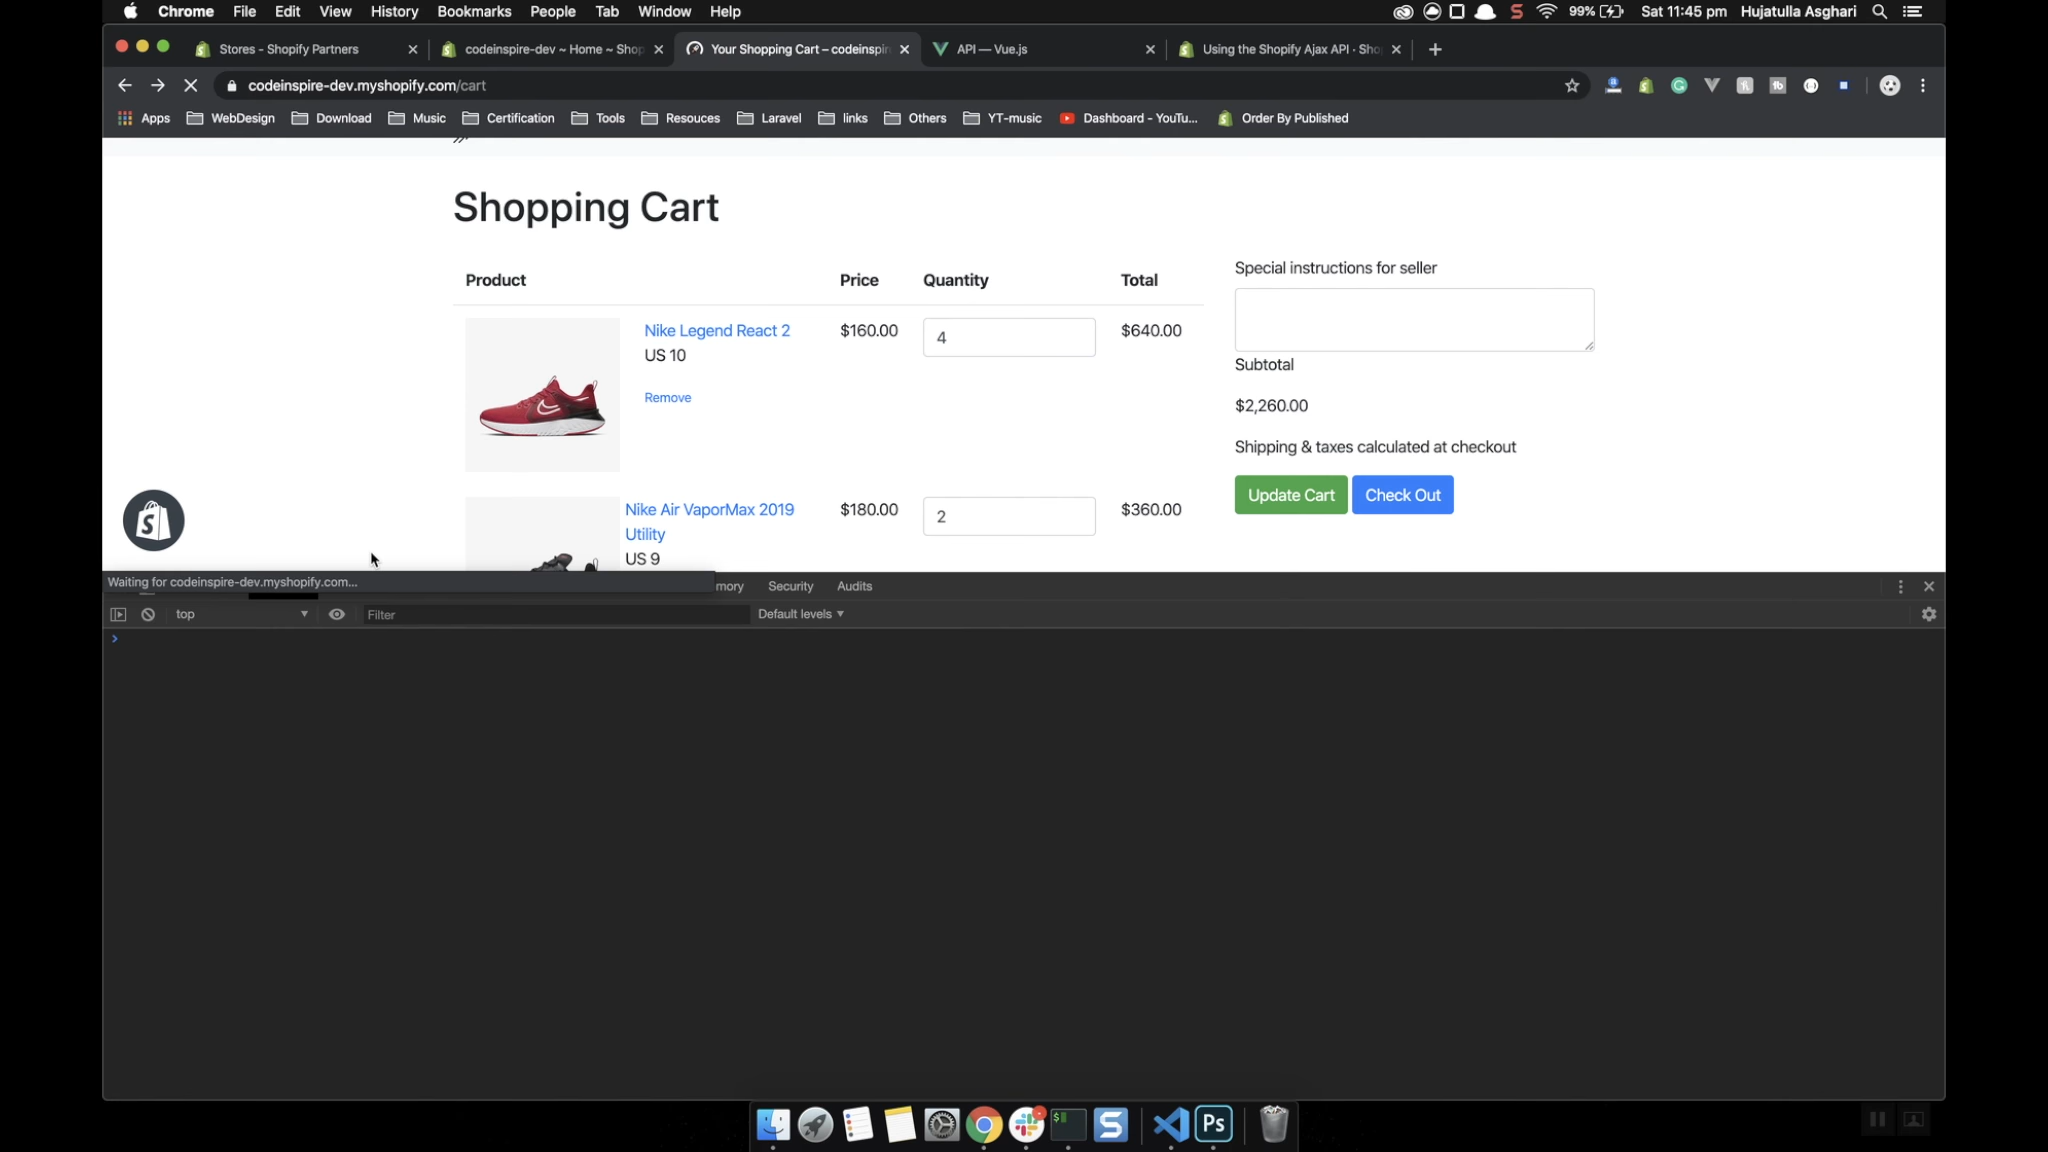 Chrome File Edit View History Bookmarks People Tab Window Help
99% Sat 11:45 pm Hujatulla Asghari
Stores - Shopify Partners
codeinspire-dev ~ Home ~ Shop
Your Shopping Cart – codeinspir
API — Vue.js
Using the Shopify Ajax API · Sho
codeinspire-dev.myshopify.com/cart
Apps WebDesign Download Music Certification Tools Resouces Laravel links Others YT-music Dashboard - YouTu... Order By Published
Shopping Cart
Product Price Quantity Total
Nike Legend React 2 $160.00 4 $640.00
US 10
Remove
Nike Air VaporMax 2019 $180.00 2 $360.00
Utility
US 9
Special instructions for seller
Subtotal
$2,260.00
Shipping & taxes calculated at checkout
Update Cart Check Out
Waiting for codeinspire-dev.myshopify.com...
mory Security Audits
top Filter Default levels
Ps